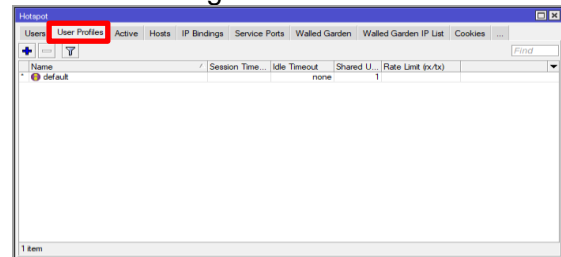 Hotspot
Users User Profiles Active Hosts IP Bindings Service Ports Walled Garden Walled Garden IP List Cookies ...
Find
Name Session Time... Idle Timeout Shared U... Rate Limit (rx/tx)
* default none 1
1 item